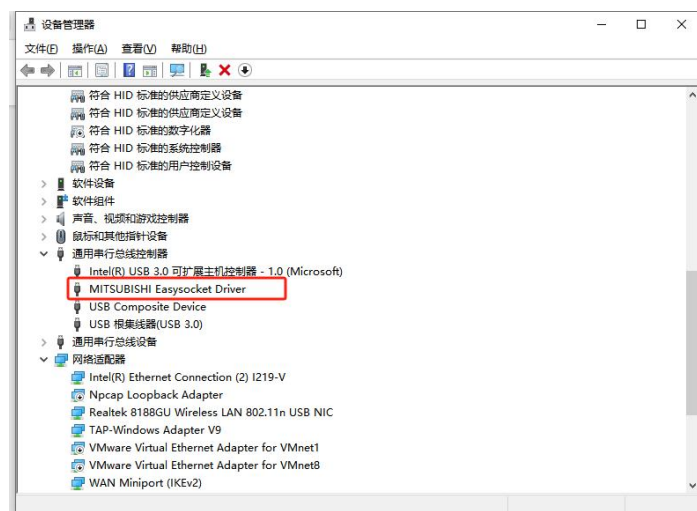 设备管理器
文件(F) 操作(A) 查看(V) 帮助(H)
符合 HID 标准的供应商定义设备
符合 HID 标准的供应商定义设备
符合 HID 标准的数字化器
符合 HID 标准的系统控制器
符合 HID 标准的用户控制设备
软件设备
软件组件
声音、视频和游戏控制器
鼠标和其他指针设备
通用串行总线控制器
Intel(R) USB 3.0 可扩展主机控制器 - 1.0 (Microsoft)
MITSUBISHI Easysocket Driver
USB Composite Device
USB 根集线器(USB 3.0)
通用串行总线设备
网络适配器
Intel(R) Ethernet Connection (2) I219-V
Npcap Loopback Adapter
Realtek 8188GU Wireless LAN 802.11n USB NIC
TAP-Windows Adapter V9
VMware Virtual Ethernet Adapter for VMnet1
VMware Virtual Ethernet Adapter for VMnet8
WAN Miniport (IKEv2)